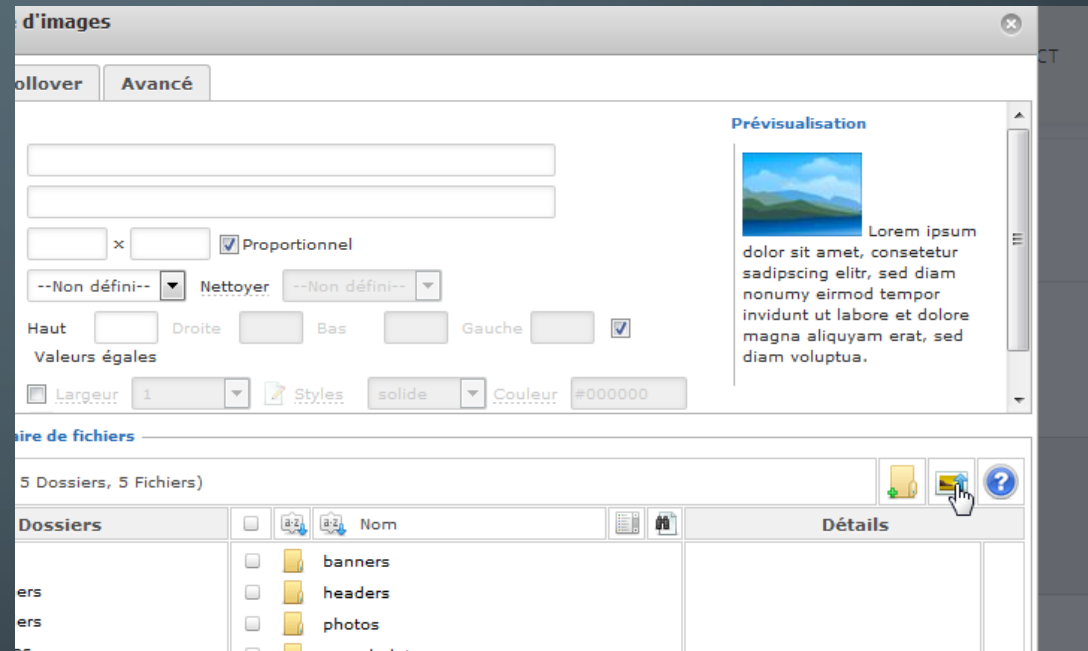 d'images
CT
ollover
Avancé
Prévisualisation
x
Proportionnel
Lorem ipsum
dolor sit amet, consetetur
sadipscing elitr, sed diam
nonumy eirmod tempor
invidunt ut labore et dolore
magna aliquyam erat, sed
diam voluptua.
--Non défini--
Nettoyer
--Non défini--
Haut
Droite
Bas
Gauche
Valeurs égales
Largeur
1
Styles
solide
Couleur
#000000
aire de fichiers
5 Dossiers, 5 Fichiers)
Dossiers
Nom
Détails
banners
ers
headers
ers
photos